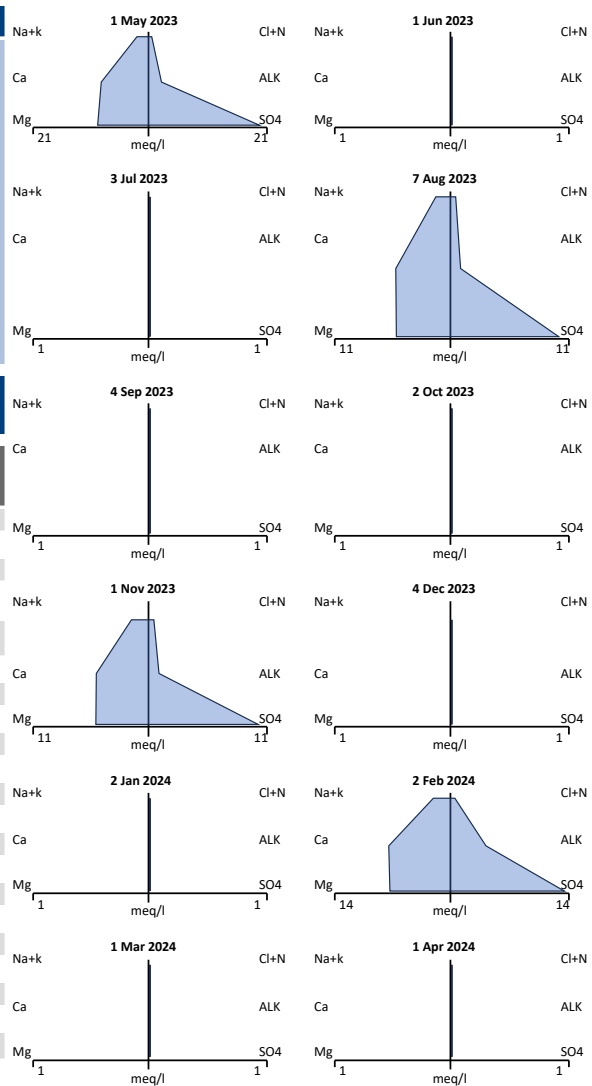 1 May 2023
Na+k Cl+N
Ca ALK
Mg SO4
21 21
meq/l
1 Jun 2023
Na+k Cl+N
Ca ALK
Mg SO4
1 1
meq/l
3 Jul 2023
Na+k Cl+N
Ca ALK
Mg SO4
1 1
meq/l
7 Aug 2023
Na+k Cl+N
Ca ALK
Mg SO4
11 11
meq/l
4 Sep 2023
Na+k Cl+N
Ca ALK
Mg SO4
1 1
meq/l
2 Oct 2023
Na+k Cl+N
Ca ALK
Mg SO4
1 1
meq/l
1 Nov 2023
Na+k Cl+N
Ca ALK
Mg SO4
11 11
meq/l
4 Dec 2023
Na+k Cl+N
Ca ALK
Mg SO4
1 1
meq/l
2 Jan 2024
Na+k Cl+N
Ca ALK
Mg SO4
1 1
meq/l
2 Feb 2024
Na+k Cl+N
Ca ALK
Mg SO4
14 14
meq/l
1 Mar 2024
Na+k Cl+N
Ca ALK
Mg SO4
1 1
meq/l
1 Apr 2024
Na+k Cl+N
Ca ALK
Mg SO4
1 1
meq/l